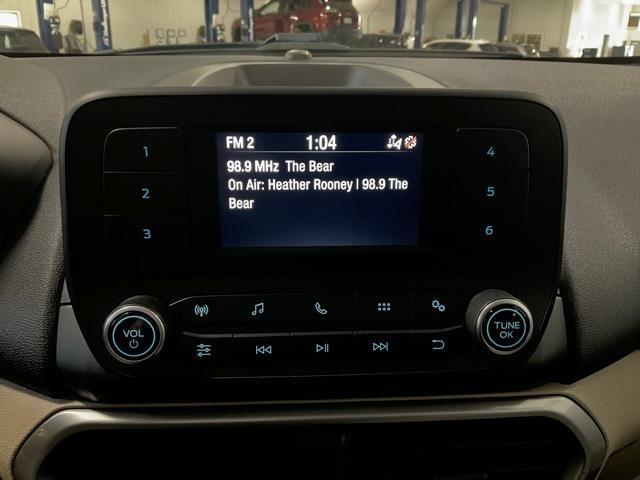 FM 2 1:04
98.9 MHz The Bear
On Air: Heather Rooney | 98.9 The
Bear
1
2
3
4
5
6
VOL
TUNE
OK